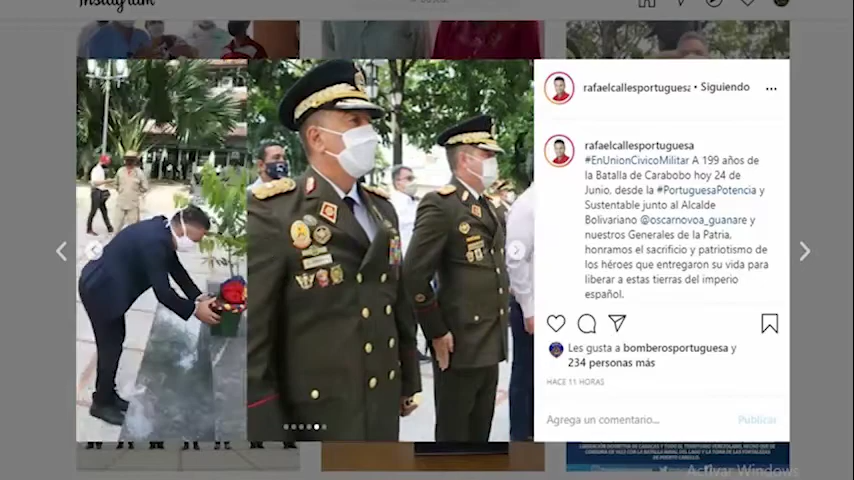 Instagram
rafaelcallesportuguesa • Siguiendo
rafaelcallesportuguesa
#EnUnionCivicoMilitar A 199 años de
la Batalla de Carabobo hoy 24 de
Junio, desde la #PortuguesaPotencia y
Sustentable junto al Alcalde
Bolivariano @oscarnovoa_guanare y
nuestros Generales de la Patria,
honramos el sacrificio y patriotismo de
los héroes que entregaron su vida para
liberar a estas tierras del imperio
español.
Les gusta a bomberosportuguesa y
234 personas más
HACE 11 HORAS
Agrega un comentario...
Publicar
Activar Windows